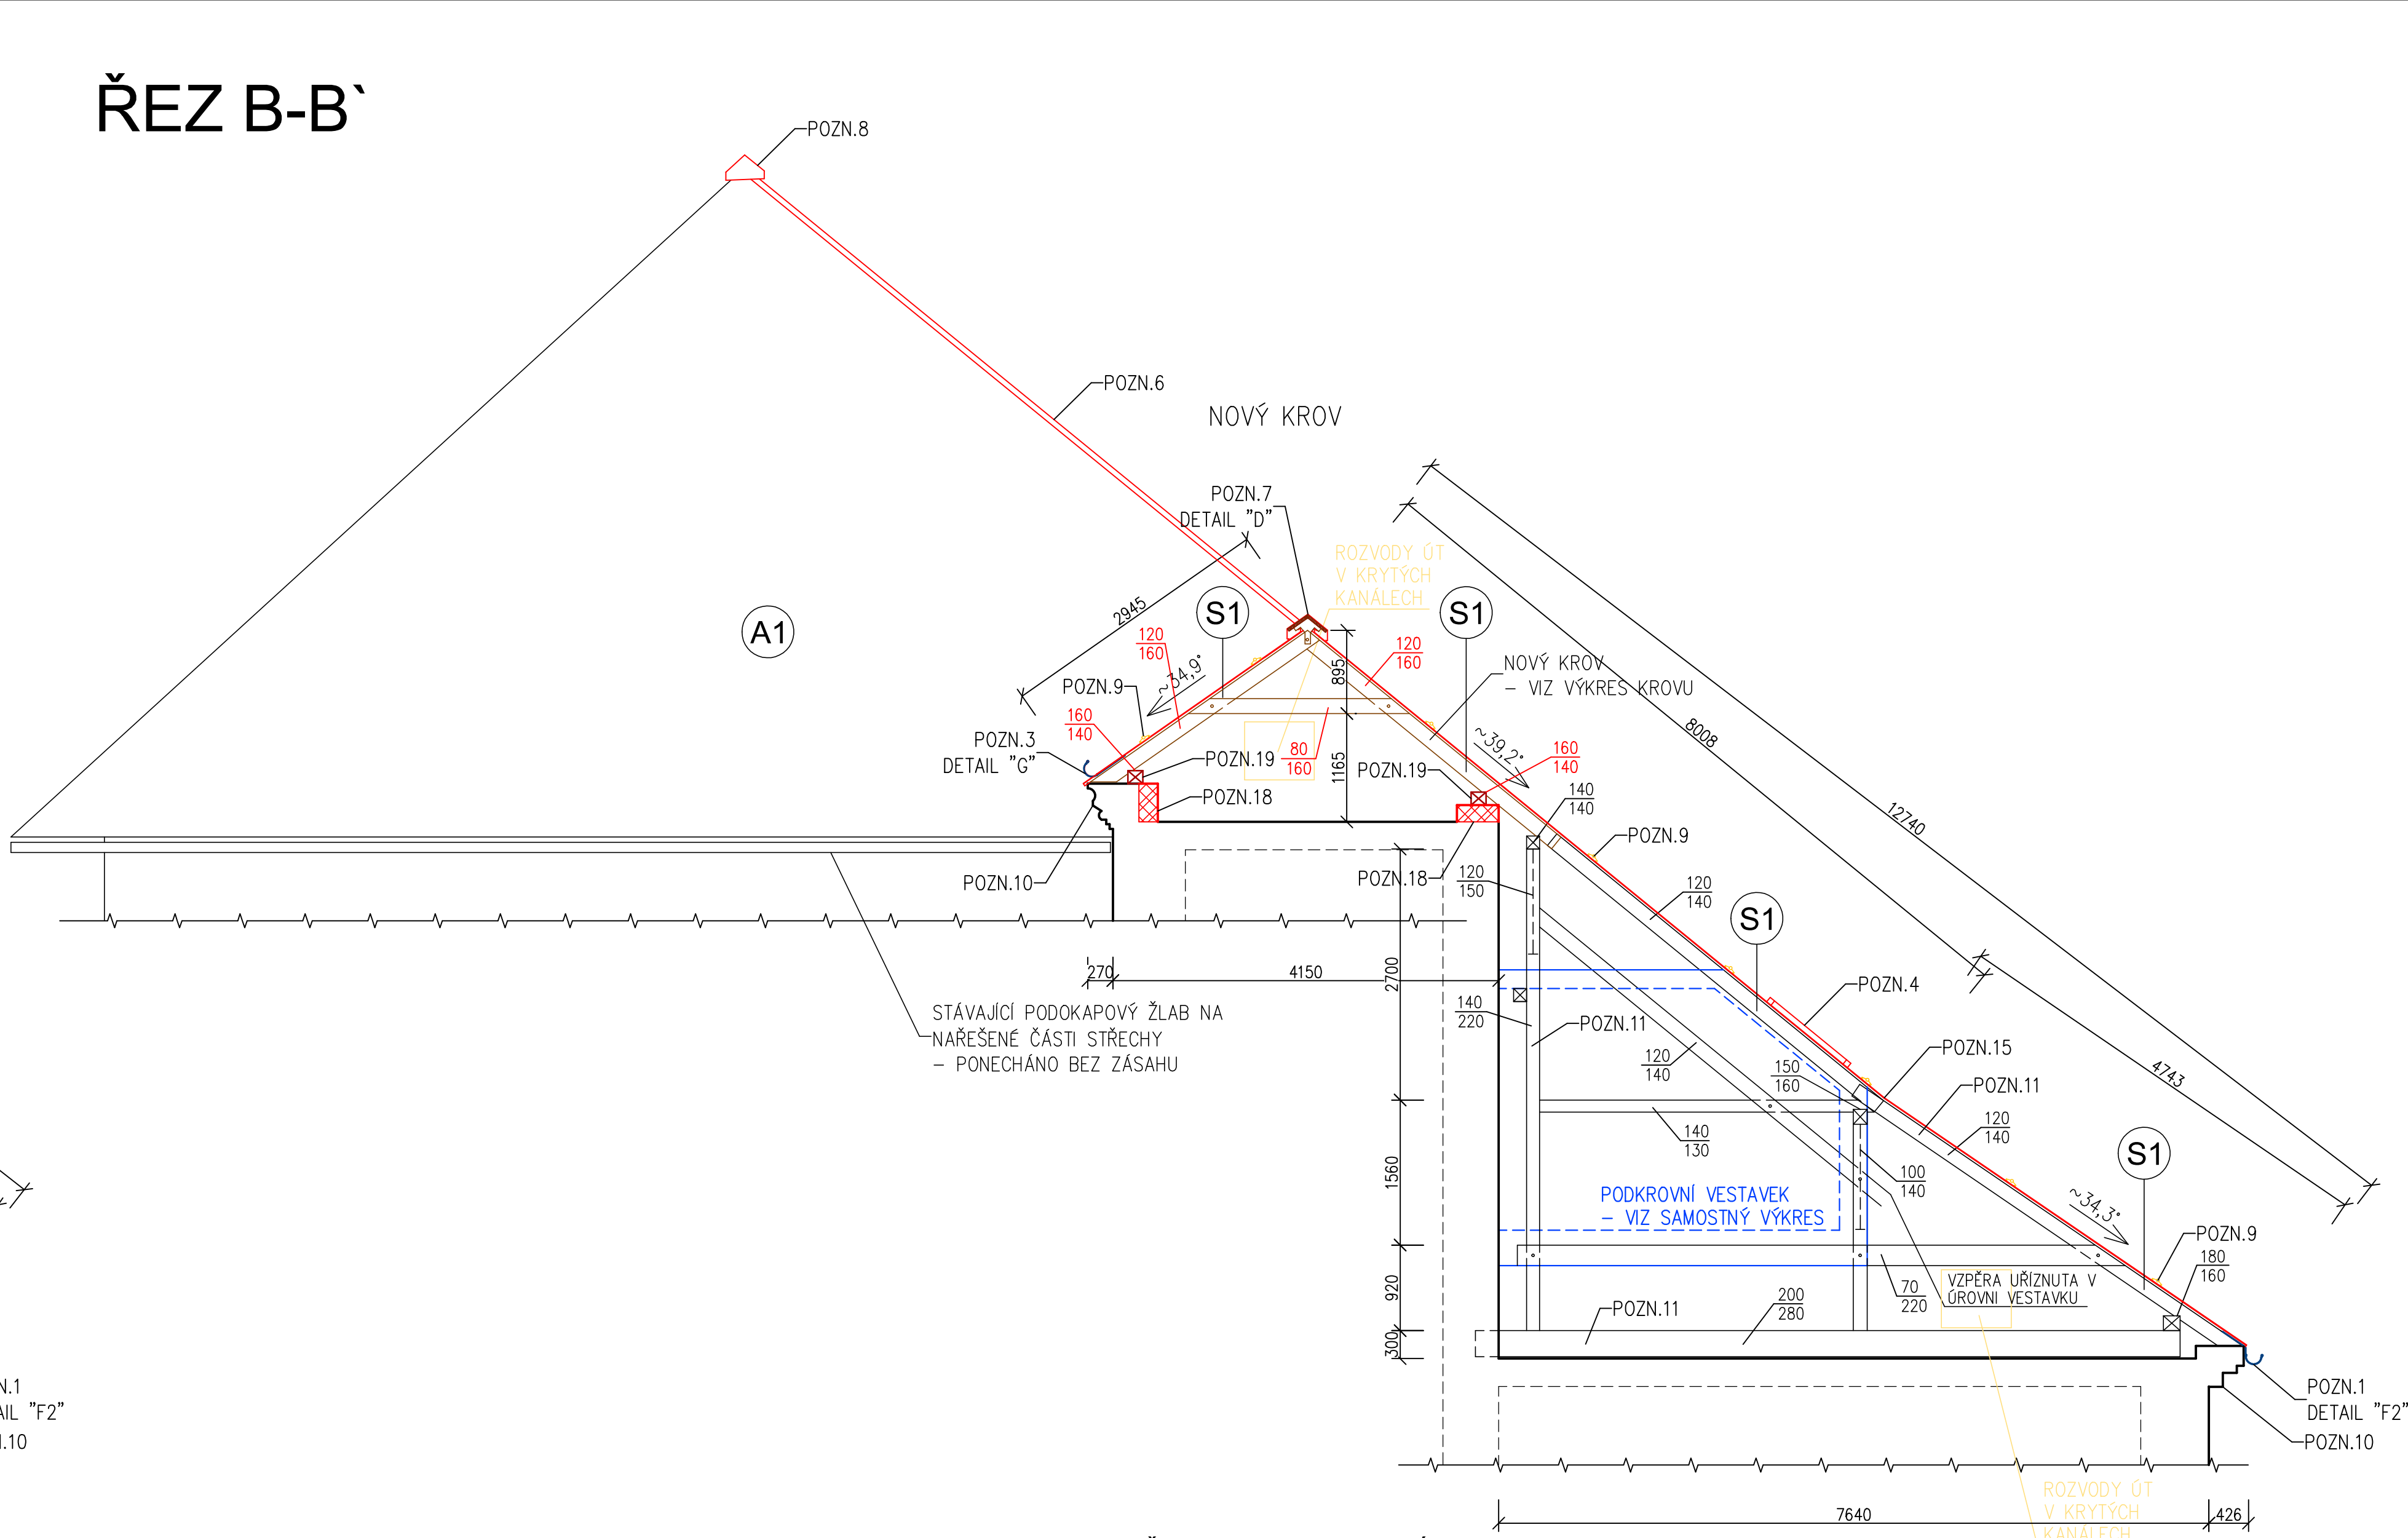 ŘEZ B-B`
POZN.8
POZN.6
NOVÝ KROV
POZN.7
DETAIL "D"
ROZVODY ÚT
V KRYTÝCH
KANÁLECH
2945
S1
S1
A1
120
160
~34,9°
895
120
160
NOVÝ KROV
– VIZ VÝKRES KROVU
POZN.9
160
140
POZN.3
DETAIL "G"
POZN.19
80
160
1165
POZN.19
~39,2°
160
140
8008
12740
POZN.18
140
140
POZN.9
POZN.10
POZN.18
120
150
120
140
S1
270
4150
2700
STÁVAJÍCÍ PODOKAPOVÝ ŽLAB NA
NAŘEŠENÉ ČÁSTI STŘECHY
– PONECHÁNO BEZ ZÁSAHU
140
220
POZN.11
POZN.4
120
140
150
160
POZN.15
POZN.11
4743
120
140
140
130
1560
S1
100
140
PODKROVNÍ VESTAVEK
– VIZ SAMOSTNÝ VÝKRES
~34,3°
POZN.9
180
160
920
70
220
VZPĚRA UŘÍZNUTA V
ÚROVNI VESTAVKU
POZN.11
200
280
300
N.1
AIL "F2"
.10
POZN.1
DETAIL "F2"
POZN.10
ROZVODY ÚT
V KRYTÝCH
KANÁLECH
7640
426